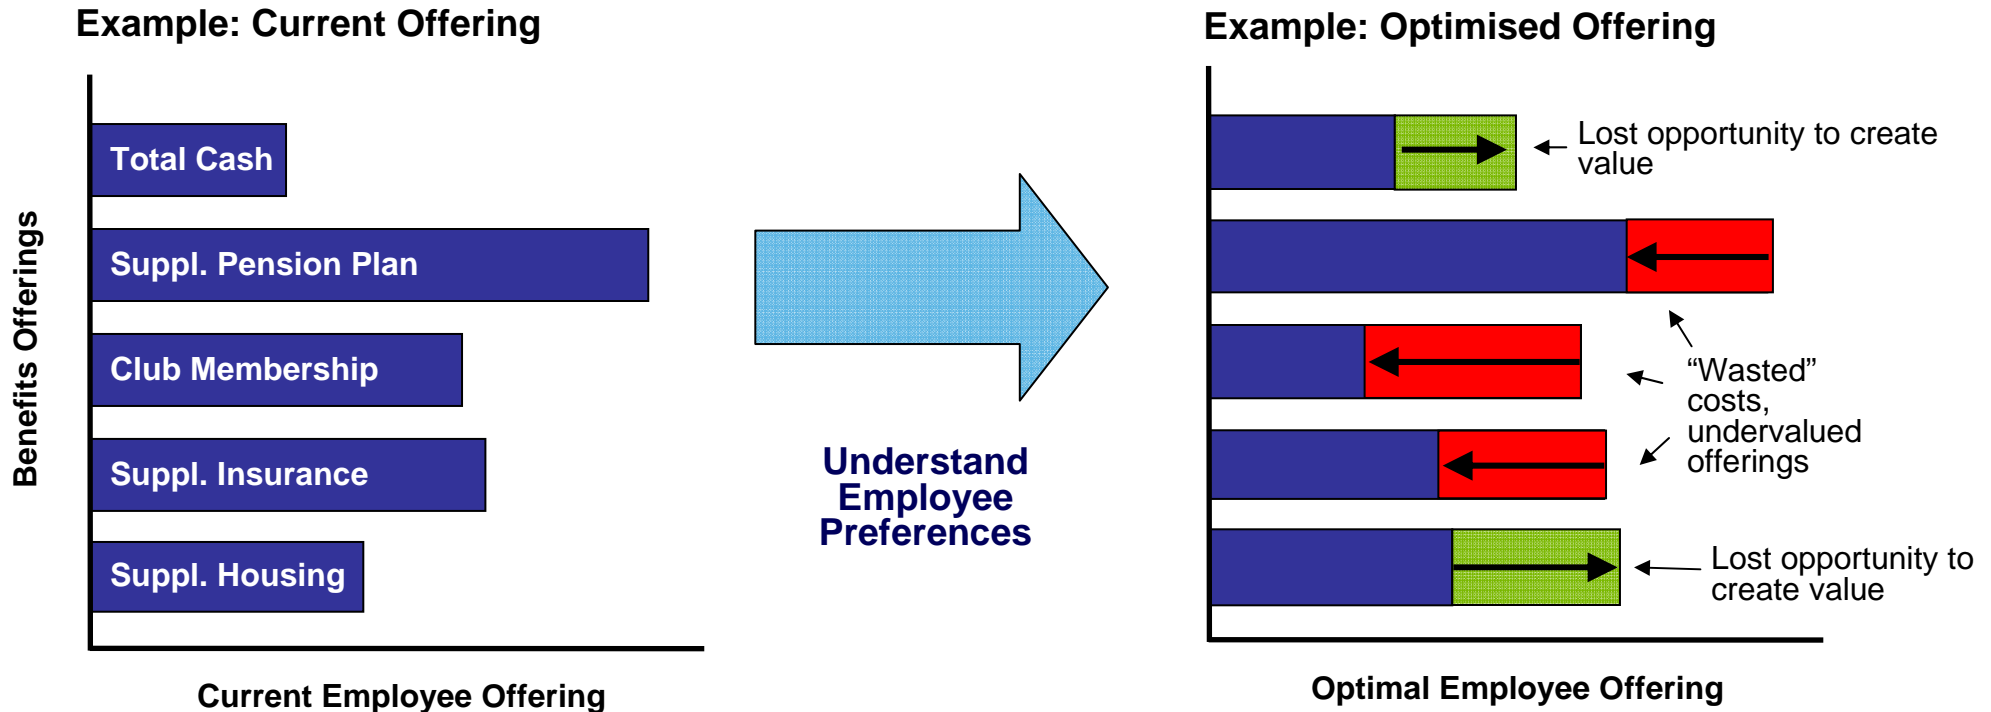 Example: Current Offering
Benefits Offerings
Total Cash
Suppl. Pension Plan
Club Membership
Suppl. Insurance
Suppl. Housing
Current Employee Offering
Understand
Employee
Preferences
Example: Optimised Offering
Lost opportunity to create
value
“Wasted”
costs,
undervalued
offerings
Lost opportunity to
create value
Optimal Employee Offering